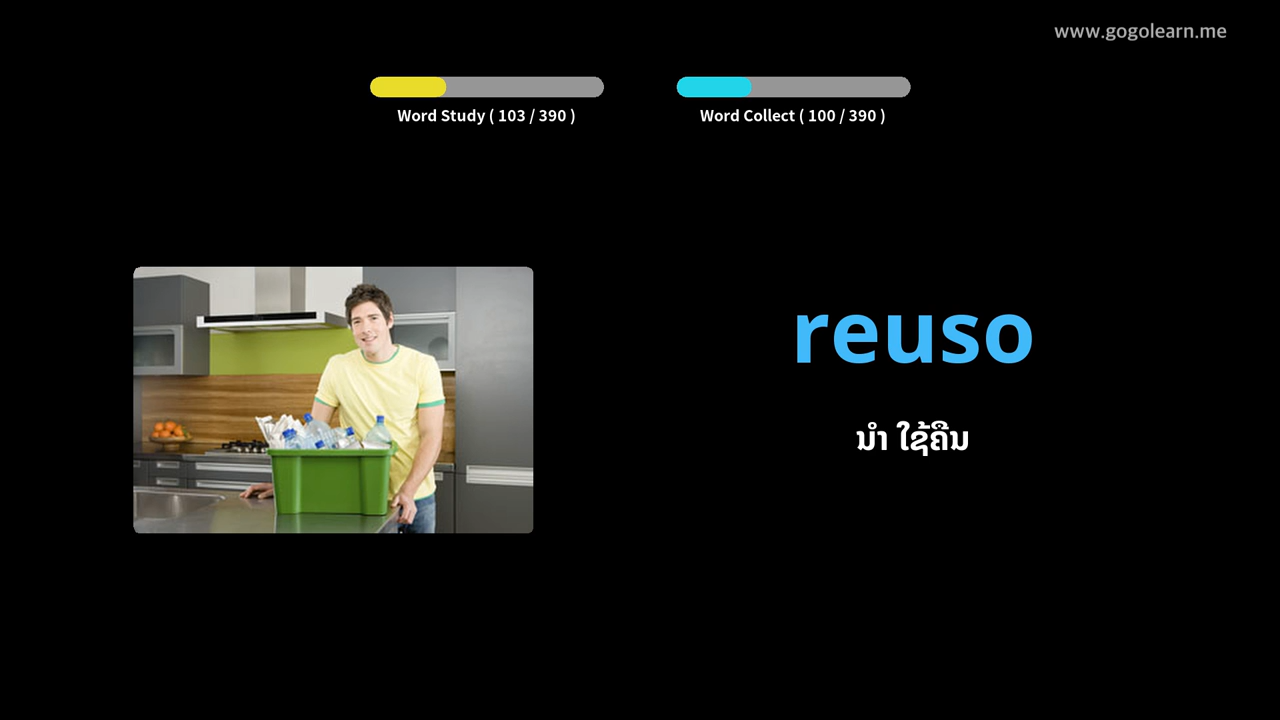 www.gogolearn.me
Word Study ( 103 / 390 )
Word Collect ( 100 / 390 )
reuso
ນຳ ໃຊ້ຄືນ